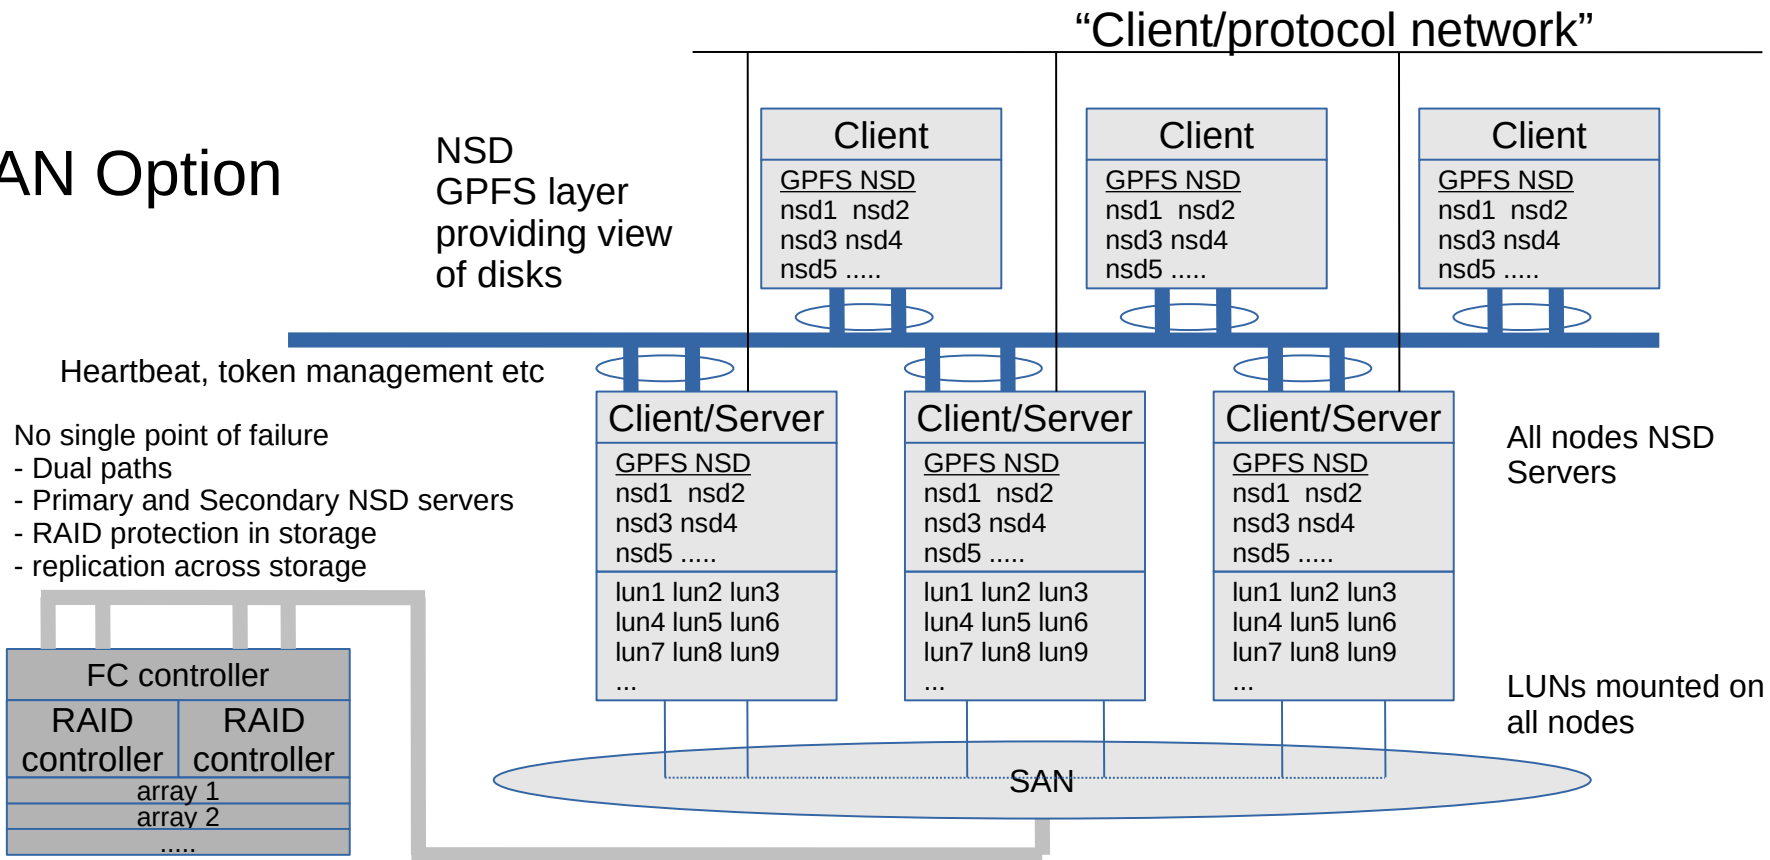 “Client/protocol network”
AN Option
NSD
GPFS layer
providing view
of disks
Client
GPFS NSD
nsd1 nsd2
nsd3 nsd4
nsd5 .....
Client
GPFS NSD
nsd1 nsd2
nsd3 nsd4
nsd5 .....
Client
GPFS NSD
nsd1 nsd2
nsd3 nsd4
nsd5 .....
Heartbeat, token management etc
No single point of failure
- Dual paths
- Primary and Secondary NSD servers
- RAID protection in storage
- replication across storage
Client/Server
GPFS NSD
nsd1 nsd2
nsd3 nsd4
nsd5 .....
lun1 lun2 lun3
lun4 lun5 lun6
lun7 lun8 lun9
...
Client/Server
GPFS NSD
nsd1 nsd2
nsd3 nsd4
nsd5 .....
lun1 lun2 lun3
lun4 lun5 lun6
lun7 lun8 lun9
...
Client/Server
GPFS NSD
nsd1 nsd2
nsd3 nsd4
nsd5 .....
lun1 lun2 lun3
lun4 lun5 lun6
lun7 lun8 lun9
...
All nodes NSD
Servers
LUNs mounted on
all nodes
FC controller
RAID
controller
RAID
controller
array 1
array 2
.....
SAN